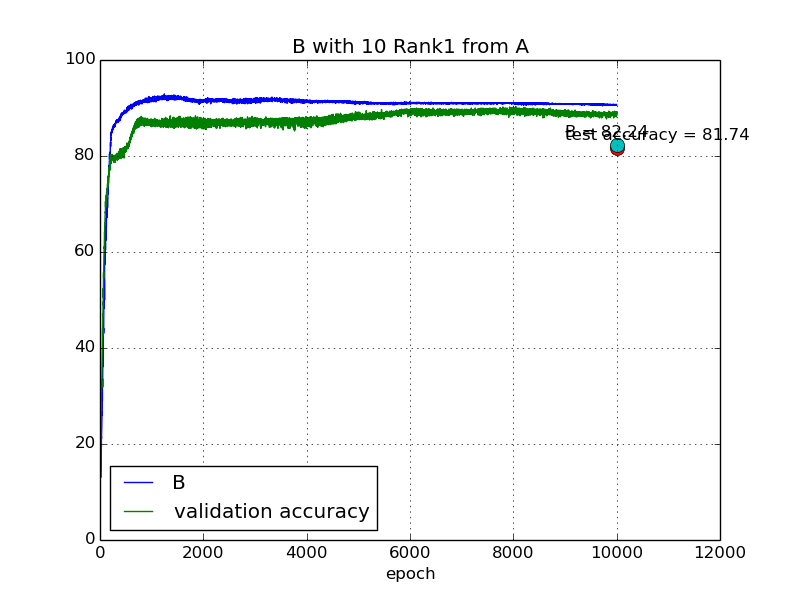 B with 10 Rank1 from A
100
80
60
40
20
0
B = 82.24
test accuracy = 81.74
B
validation accuracy
0 2000 4000 6000 8000 10000 12000
epoch